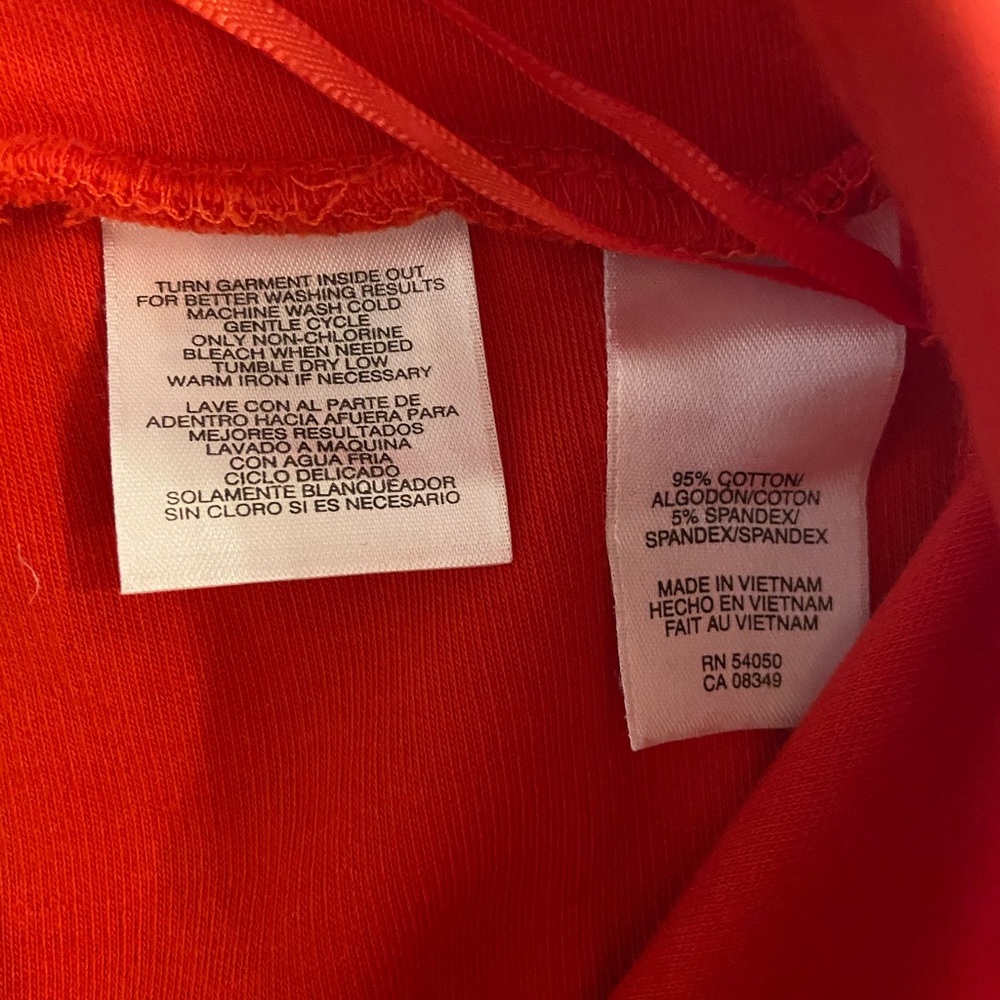 TURN GARMENT INSIDE OUT
FOR BETTER WASHING RESULTS
MACHINE WASH COLD
GENTLE CYCLE
ONLY NON-CHLORINE
BLEACH WHEN NEEDED
TUMBLE DRY LOW
WARM IRON IF NECESSARY
LAVE CON AL PARTE DE
ADENTRO HACIA AFUERA PARA
MEJORES RESULTADOS
LAVADO A MAQUINA
CON AGUA FRIA
CICLO DELICADO
SOLAMENTE BLANQUEADOR
SIN CLORO SI ES NECESARIO
95% COTTON/
ALGODÓN/COTON
5% SPANDEX/
SPANDEX/SPANDEX
MADE IN VIETNAM
HECHO EN VIETNAM
FAIT AU VIETNAM
RN 54050
CA 08349